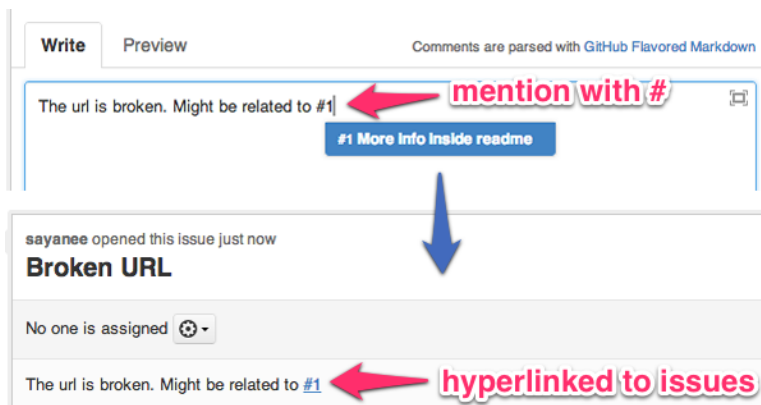 Write Preview Comments are parsed with GitHub Flavored Markdown
The url is broken. Might be related to #1 mention with #
#1 More info inside readme
sayanee opened this issue just now
Broken URL
No one is assigned
The url is broken. Might be related to #1 hyperlinked to issues